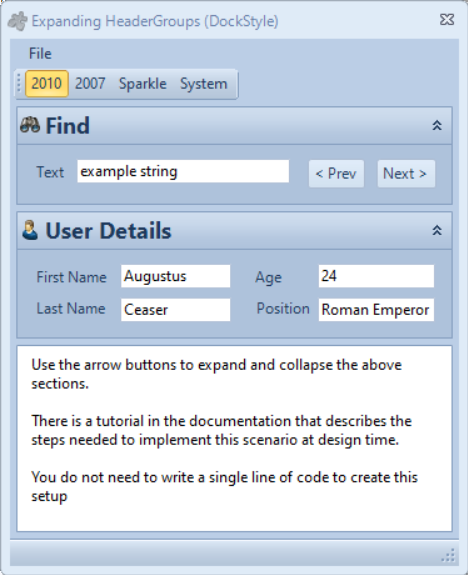 Expanding HeaderGroups (DockStyle)
File
2010 2007 Sparkle System
Find
Text example string < Prev Next >
User Details
First Name Augustus Age 24
Last Name Ceaser Position Roman Emperor
Use the arrow buttons to expand and collapse the above
sections.
There is a tutorial in the documentation that describes the
steps needed to implement this scenario at design time.
You do not need to write a single line of code to create this
setup